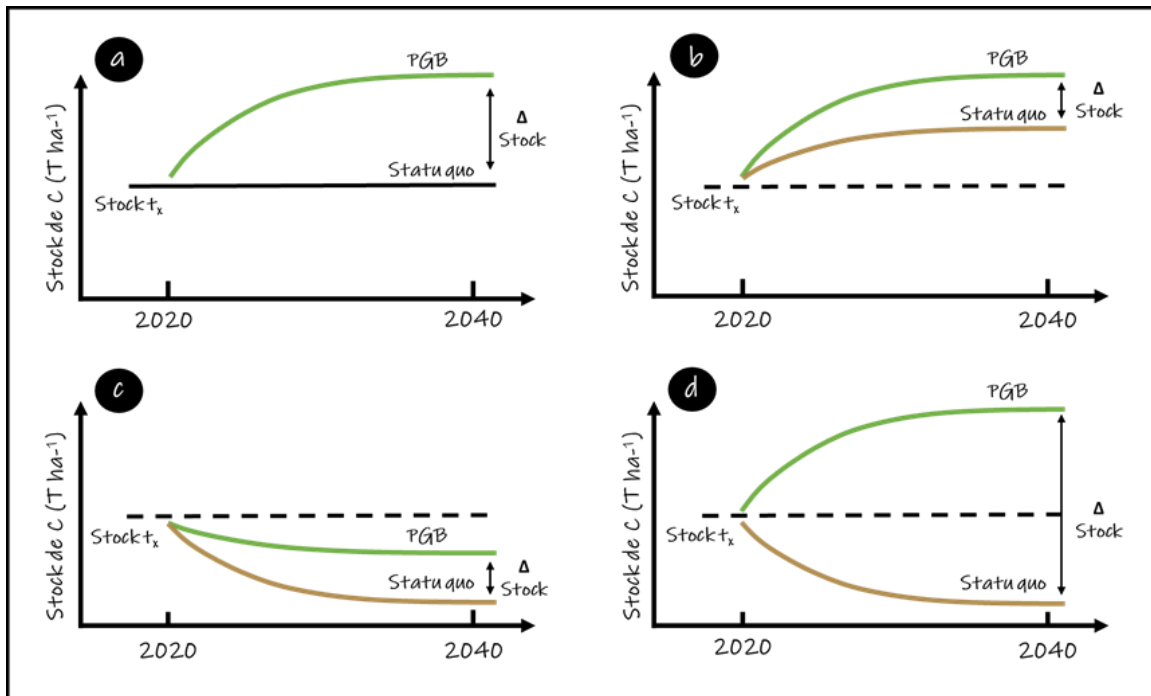 a
PGB
Δ
Stock
Statu quo
Stock tₓ
Stock de C (T ha⁻¹)
2020
2040
b
PGB
Δ
Stock
Statu quo
Stock tₓ
Stock de C (T ha⁻¹)
2020
2040
c
Stock tₓ
PGB
Δ
Stock
Statu quo
Stock de C (T ha⁻¹)
2020
2040
d
PGB
Stock tₓ
Δ
Stock
Statu quo
Stock de C (T ha⁻¹)
2020
2040